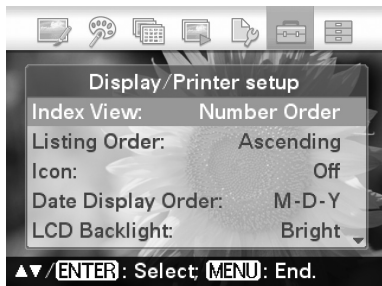 Display/Printer setup
Index View: Number Order
Listing Order: Ascending
Icon: Off
Date Display Order: M-D-Y
LCD Backlight: Bright
▲▼/ENTER: Select; MENU: End.